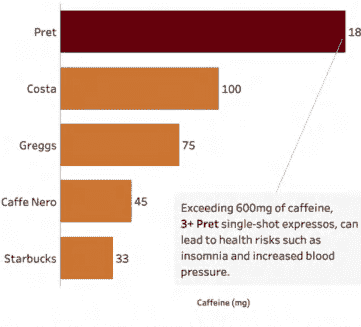 Pret 18
Costa 100
Greggs 75
Caffe Nero 45
Starbucks 33
Exceeding 600mg of caffeine,
3+ Pret single-shot expressos, can
lead to health risks such as
insomnia and increased blood
pressure.
Caffeine (mg)